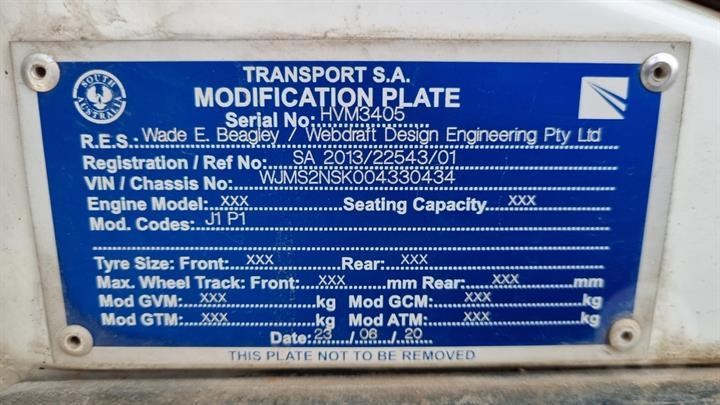 SOUTH AUSTRALIA
TRANSPORT S.A.
MODIFICATION PLATE
Serial No: HVM3405
R.E.S.: Wade E. Beagley / Webdraft Design Engineering Pty Ltd
Registration / Ref No: SA 2013/22543/01
VIN / Chassis No: WJMS2NSK004330434
Engine Model: XXX Seating Capacity XXX
Mod. Codes: J1 P1
Tyre Size: Front: XXX Rear: XXX
Max. Wheel Track: Front: XXX mm Rear: XXX mm
Mod GVM: XXX kg Mod GCM: XXX kg
Mod GTM: XXX kg Mod ATM: XXX kg
Date: 23 / 06 / 20
THIS PLATE NOT TO BE REMOVED